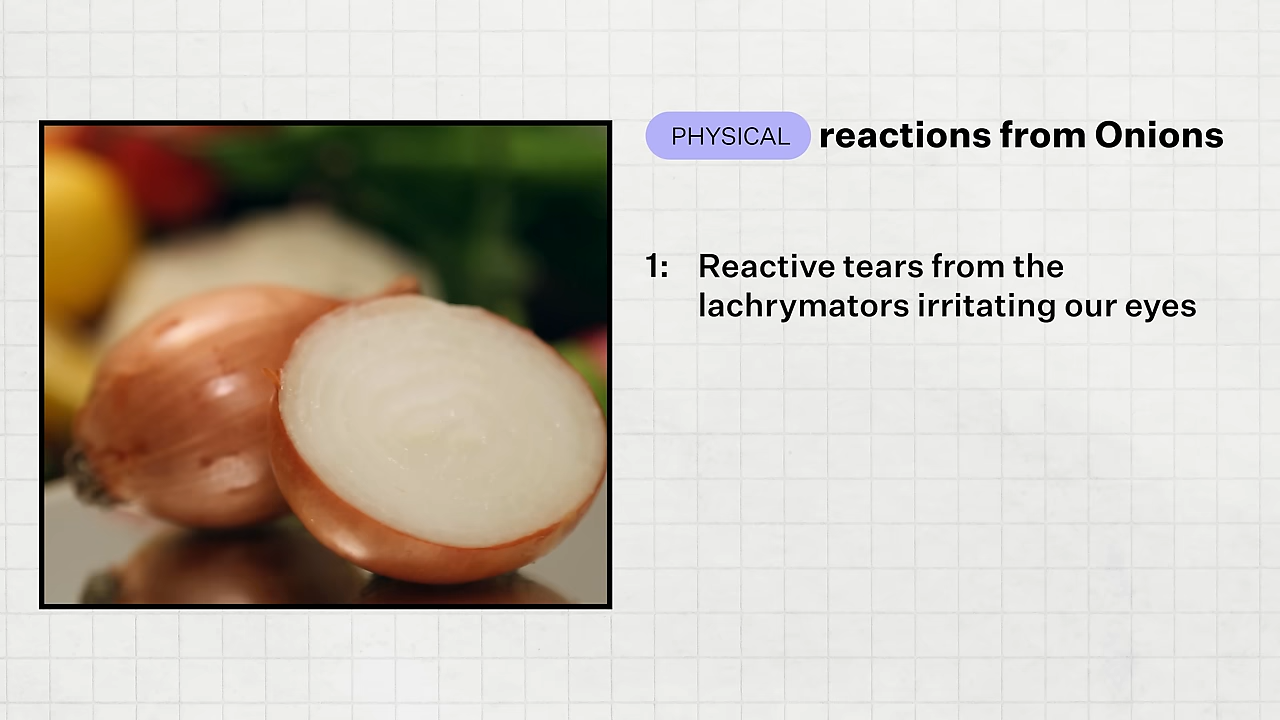 PHYSICAL reactions from Onions
1: Reactive tears from the
lachrymators irritating our eyes